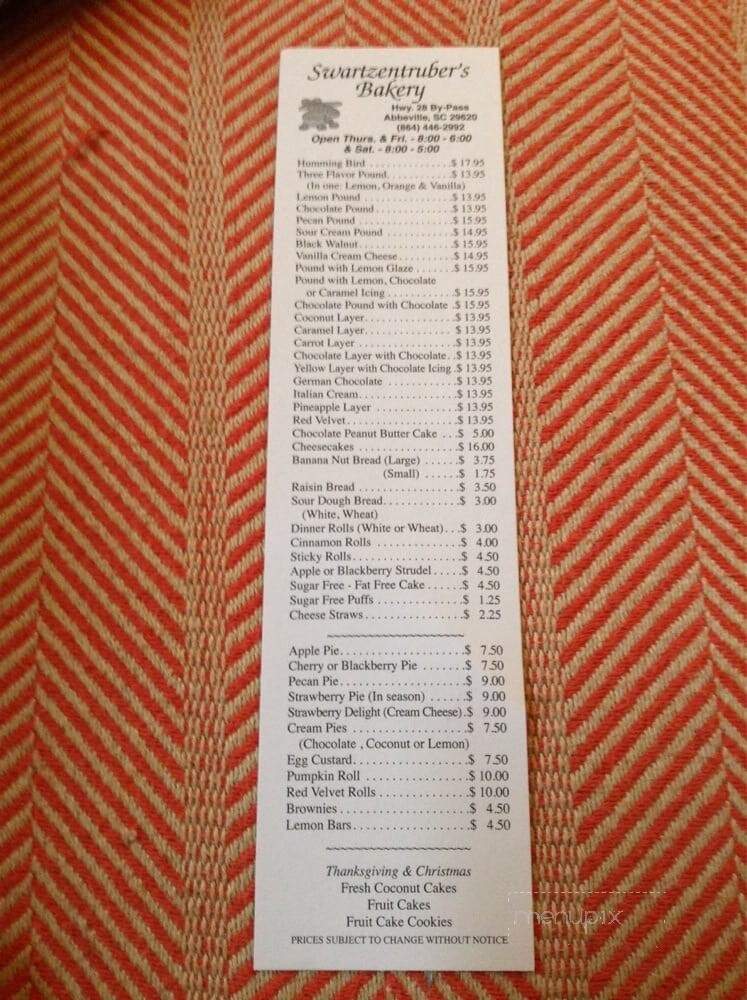 Swartzentruber's
Bakery
Hwy. 28 By-Pass
Abbeville, SC 29620
(864) 446-2992
Open Thurs. & Fri. - 8:00 - 6:00
& Sat. - 8:00 - 5:00
Humming Bird . . . . . . . . . . . . $ 17.95
Three Flavor Pound. . . . . . . . . . $ 13.95
(In one: Lemon, Orange & Vanilla)
Lemon Pound . . . . . . . . . . . . . $ 13.95
Chocolate Pound . . . . . . . . . . . $ 13.95
Pecan Pound . . . . . . . . . . . . . $ 15.95
Sour Cream Pound . . . . . . . . . . $ 14.95
Black Walnut. . . . . . . . . . . . . $ 15.95
Vanilla Cream Cheese. . . . . . . . . $ 14.95
Pound with Lemon Glaze . . . . . . $ 15.95
Pound with Lemon, Chocolate
or Caramel Icing . . . . . . . . . . . $ 15.95
Chocolate Pound with Chocolate . $ 15.95
Coconut Layer. . . . . . . . . . . . . $ 13.95
Caramel Layer. . . . . . . . . . . . . $ 13.95
Carrot Layer . . . . . . . . . . . . . . $ 13.95
Chocolate Layer with Chocolate. . $ 13.95
Yellow Layer with Chocolate Icing . $ 13.95
German Chocolate . . . . . . . . . . $ 13.95
Italian Cream. . . . . . . . . . . . . . $ 13.95
Pineapple Layer . . . . . . . . . . . . $ 13.95
Red Velvet. . . . . . . . . . . . . . . . $ 13.95
Chocolate Peanut Butter Cake . . . $ 5.00
Cheesecakes . . . . . . . . . . . . . . $ 16.00
Banana Nut Bread (Large) . . . . . . $ 3.75
(Small) . . . . . . $ 1.75
Raisin Bread . . . . . . . . . . . . . . $ 3.50
Sour Dough Bread. . . . . . . . . . . $ 3.00
(White, Wheat)
Dinner Rolls (White or Wheat). . . $ 3.00
Cinnamon Rolls . . . . . . . . . . . . $ 4.00
Sticky Rolls. . . . . . . . . . . . . . . $ 4.50
Apple or Blackberry Strudel . . . . . $ 4.50
Sugar Free - Fat Free Cake . . . . . . $ 4.50
Sugar Free Puffs . . . . . . . . . . . . $ 1.25
Cheese Straws. . . . . . . . . . . . . . $ 2.25
Apple Pie. . . . . . . . . . . . . . . . . $ 7.50
Cherry or Blackberry Pie . . . . . . . $ 7.50
Pecan Pie. . . . . . . . . . . . . . . . . $ 9.00
Strawberry Pie (In season) . . . . . . $ 9.00
Strawberry Delight (Cream Cheese) . $ 9.00
Cream Pies . . . . . . . . . . . . . . . $ 7.50
(Chocolate , Coconut or Lemon)
Egg Custard. . . . . . . . . . . . . . . $ 7.50
Pumpkin Roll . . . . . . . . . . . . . . $ 10.00
Red Velvet Rolls . . . . . . . . . . . . $ 10.00
Brownies . . . . . . . . . . . . . . . . . $ 4.50
Lemon Bars. . . . . . . . . . . . . . . . $ 4.50
Thanksgiving & Christmas
Fresh Coconut Cakes
Fruit Cakes
Fruit Cake Cookies
PRICES SUBJECT TO CHANGE WITHOUT NOTICE
menupix